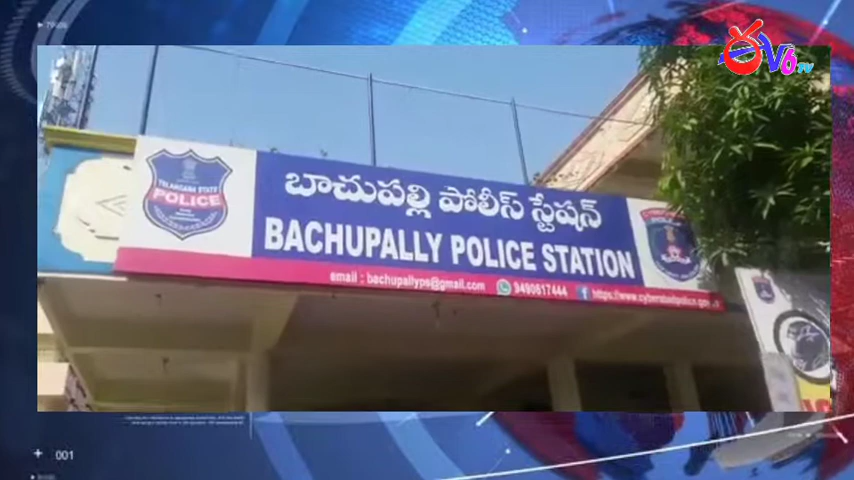 V6 TV
TELANGANA STATE
POLICE
బాచుపల్లి పోలీస్ స్టేషన్
BACHUPALLY POLICE STATION
email : bachupallyps@gmail.com 9490617444 https://www.cyberabadpolice.gov.in
001